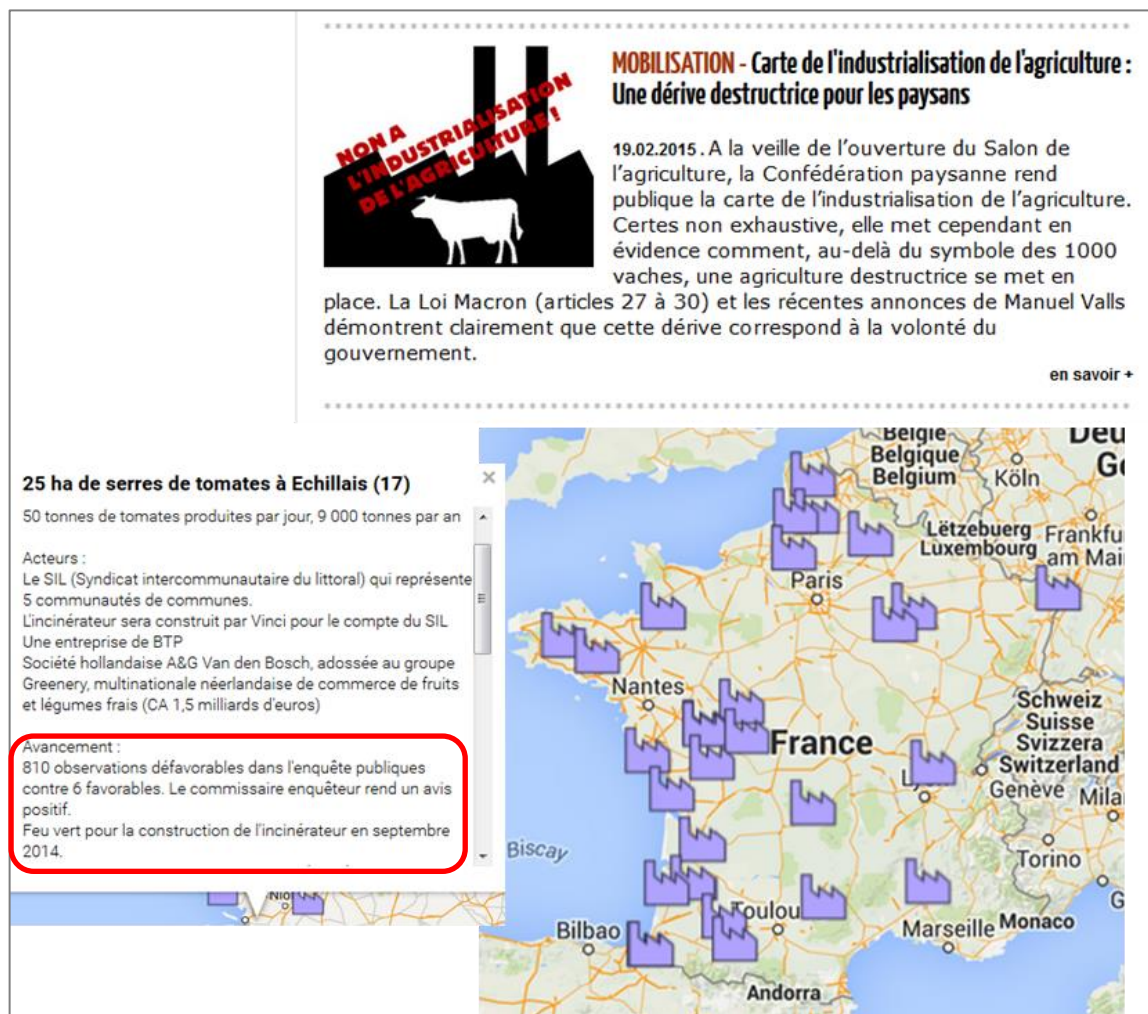 MOBILISATION - Carte de l'industrialisation de l'agriculture :
Une dérive destructrice pour les paysans
NON A
L'INDUSTRIALISATION
DE L'AGRICULTURE !
19.02.2015 . A la veille de l'ouverture du Salon de
l'agriculture, la Confédération paysanne rend
publique la carte de l'industrialisation de l'agriculture.
Certes non exhaustive, elle met cependant en
évidence comment, au-delà du symbole des 1000
vaches, une agriculture destructrice se met en
place. La Loi Macron (articles 27 à 30) et les récentes annonces de Manuel Valls
démontrent clairement que cette dérive correspond à la volonté du
gouvernement.
en savoir +
25 ha de serres de tomates à Echillais (17)
50 tonnes de tomates produites par jour, 9 000 tonnes par an
Acteurs :
Le SIL (Syndicat intercommunautaire du littoral) qui représente
5 communautés de communes.
L'incinérateur sera construit par Vinci pour le compte du SIL
Une entreprise de BTP
Société hollandaise A&G Van den Bosch, adossée au groupe
Greenery, multinationale néerlandaise de commerce de fruits
et légumes frais (CA 1,5 milliards d'euros)
Avancement :
810 observations défavorables dans l'enquête publiques
contre 6 favorables. Le commissaire enquêteur rend un avis
positif.
Feu vert pour la construction de l'incinérateur en septembre
2014.
Nio
België
Belgique
Belgium
Deu
Ge
Köln
Lëtzebuerg
Luxembourg
Frankfu
am Mai
Paris
Nantes
France
Schweiz
Suisse
Svizzera
Switzerland
Genève
Mila
Ly
Torino
Biscay
G
Toulou
Bilbao
Marseille
Monaco
Andorra